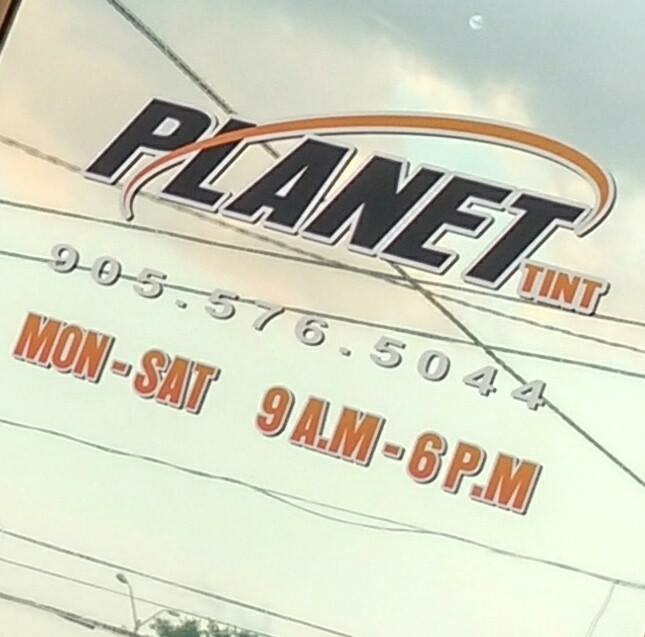 PLANET
TINT
905.576.5044
MON-SAT 9A.M-6P.M